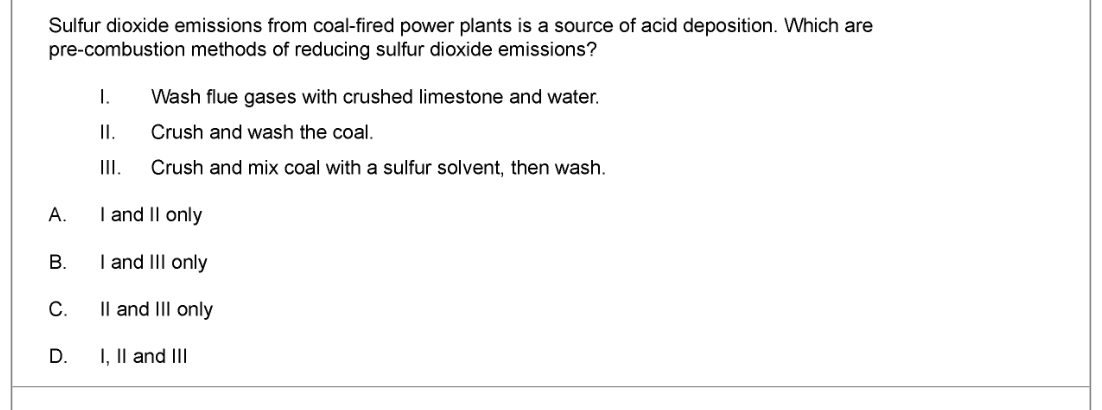 Sulfur dioxide emissions from coal-fired power plants is a source of acid deposition. Which are
pre-combustion methods of reducing sulfur dioxide emissions?
I. Wash flue gases with crushed limestone and water.
II. Crush and wash the coal.
III. Crush and mix coal with a sulfur solvent, then wash.
A. I and II only
B. I and III only
C. II and III only
D. I, II and III